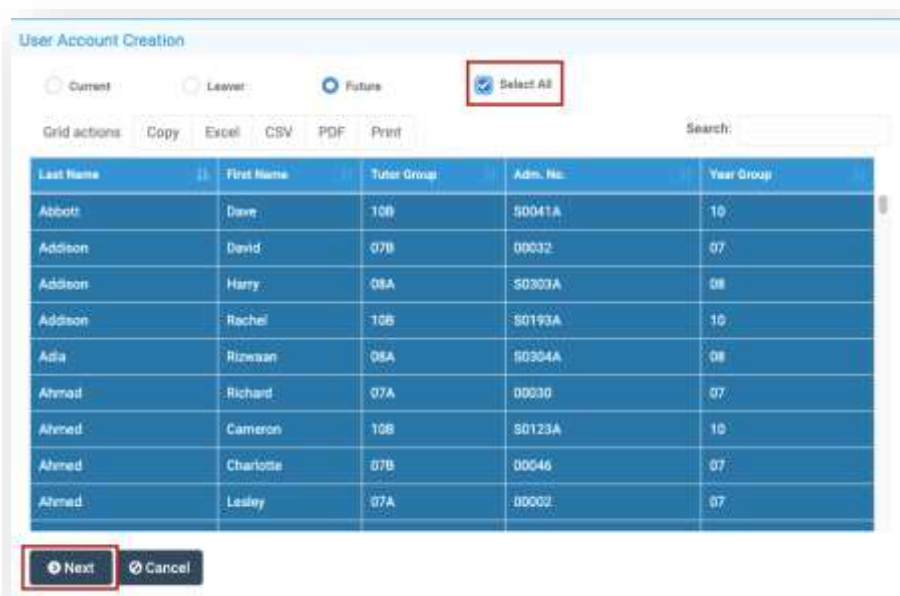 User Account Creation
Current Leaver Future Select All
Grid actions Copy Excel CSV PDF Print Search:
Last Name First Name Tutor Group Adm. No. Year Group
Abbott Dave 10B S0041A 10
Addison David 07B 00032 07
Addison Harry 08A S0303A 08
Addison Rachel 10B S0193A 10
Adia Rizwaan 08A S0304A 08
Ahmad Richard 07A 00030 07
Ahmed Cameron 10B S0123A 10
Ahmed Charlotte 07B 00046 07
Ahmed Lesley 07A 00002 07
Next Cancel